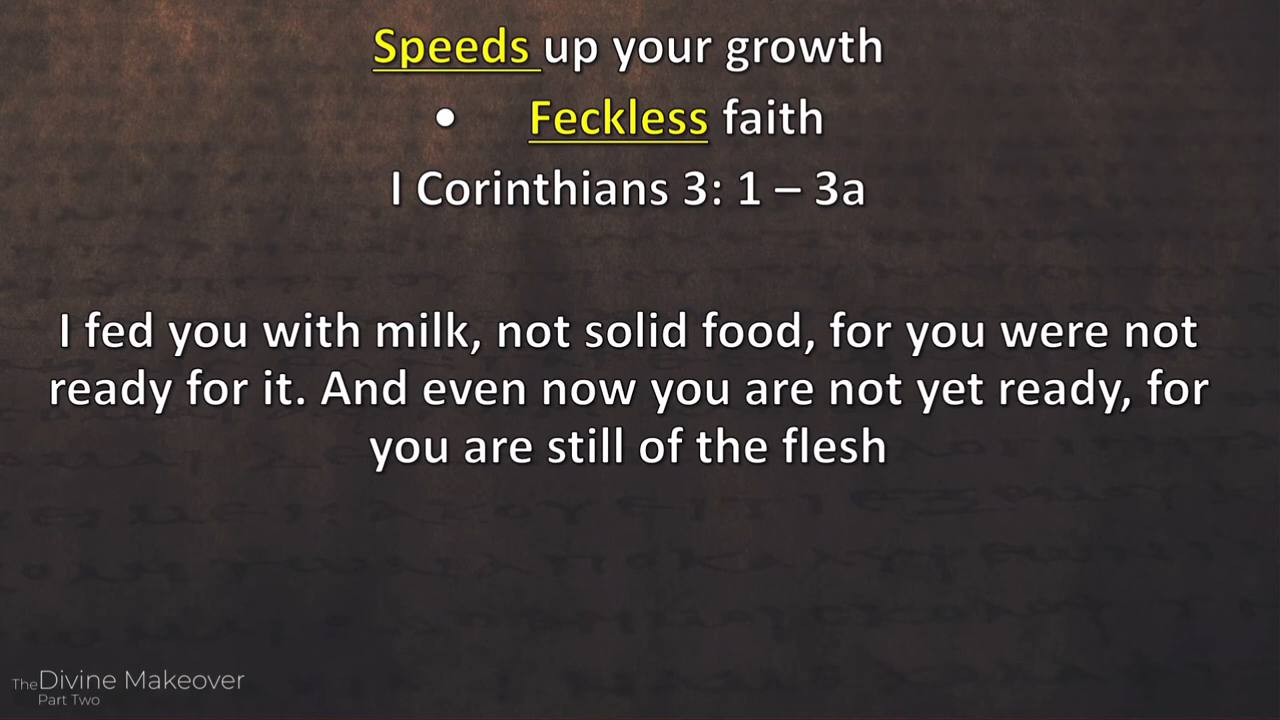 Speeds up your growth
• Feckless faith
I Corinthians 3: 1 – 3a
I fed you with milk, not solid food, for you were not
ready for it. And even now you are not yet ready, for
you are still of the flesh
The Divine Makeover
Part Two